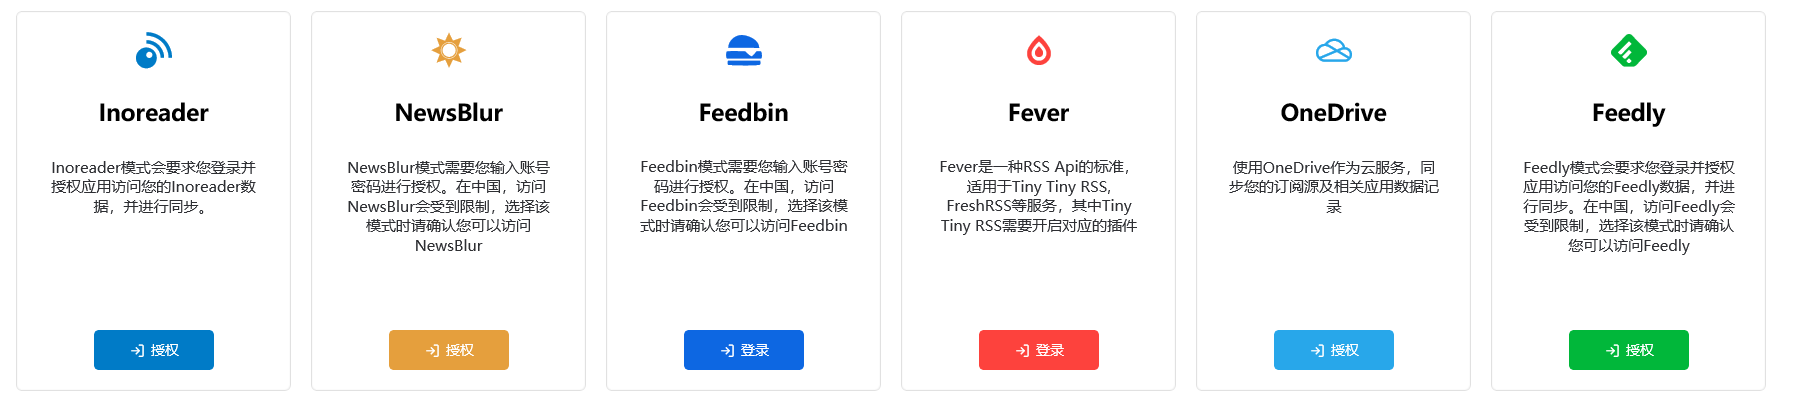 Inoreader
Inoreader模式会要求您登录并
授权应用访问您的Inoreader数
据，并进行同步。
授权
NewsBlur
NewsBlur模式需要您输入账号
密码进行授权。在中国，访问
NewsBlur会受到限制，选择该
模式时请确认您可以访问
NewsBlur
授权
Feedbin
Feedbin模式需要您输入账号密
码进行授权。在中国，访问
Feedbin会受到限制，选择该模
式时请确认您可以访问Feedbin
登录
Fever
Fever是一种RSS Api的标准，
适用于Tiny Tiny RSS,
FreshRSS等服务，其中Tiny
Tiny RSS需要开启对应的插件
登录
OneDrive
使用OneDrive作为云服务，同
步您的订阅源及相关应用数据记
录
授权
Feedly
Feedly模式会要求您登录并授权
应用访问您的Feedly数据，并进
行同步。在中国，访问Feedly会
受到限制，选择该模式时请确认
您可以访问Feedly
授权